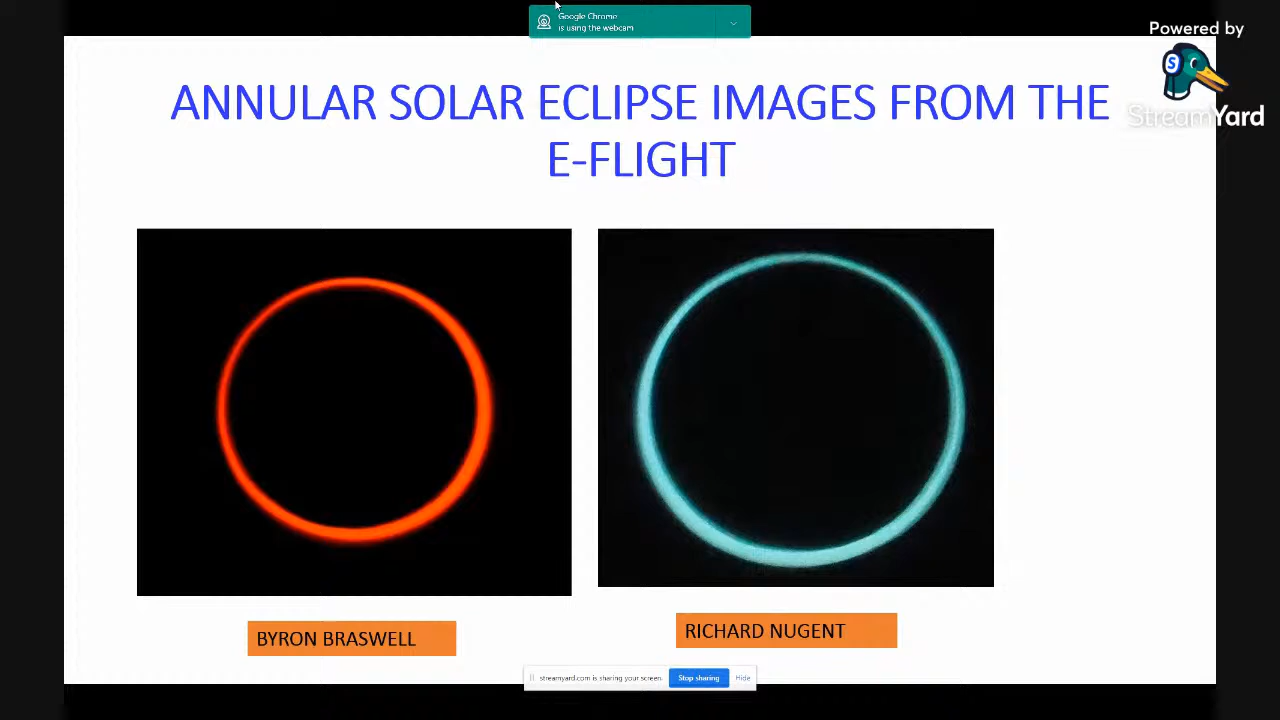 Google Chrome
is using the webcam
Powered by
S
StreamYard
ANNULAR SOLAR ECLIPSE IMAGES FROM THE
E-FLIGHT
BYRON BRASWELL
RICHARD NUGENT
streamyard.com is sharing your screen.
Stop sharing
Hide